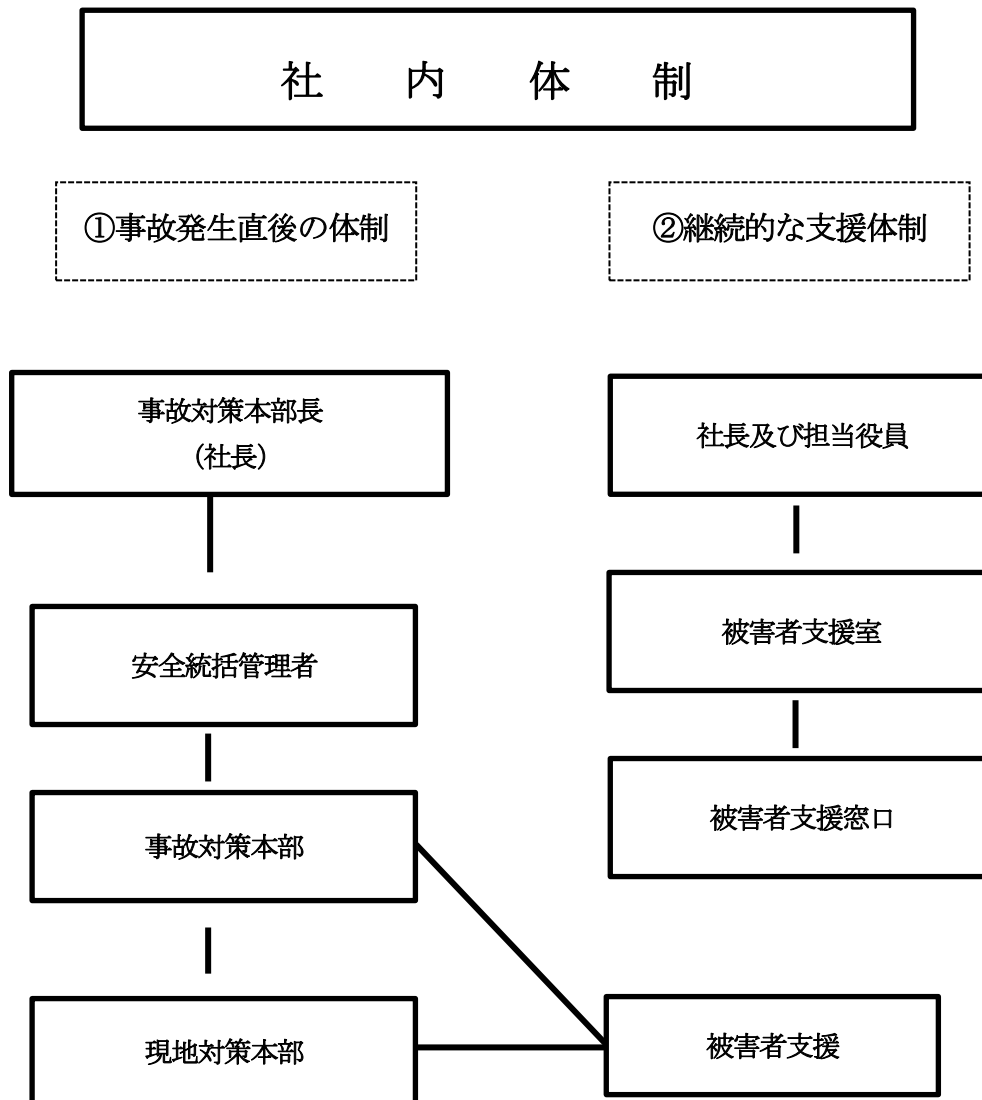 社　内　体　制
①事故発生直後の体制
②継続的な支援体制
事故対策本部長
（社長）
社長及び担当役員
安全統括管理者
被害者支援室
事故対策本部
被害者支援窓口
現地対策本部
被害者支援